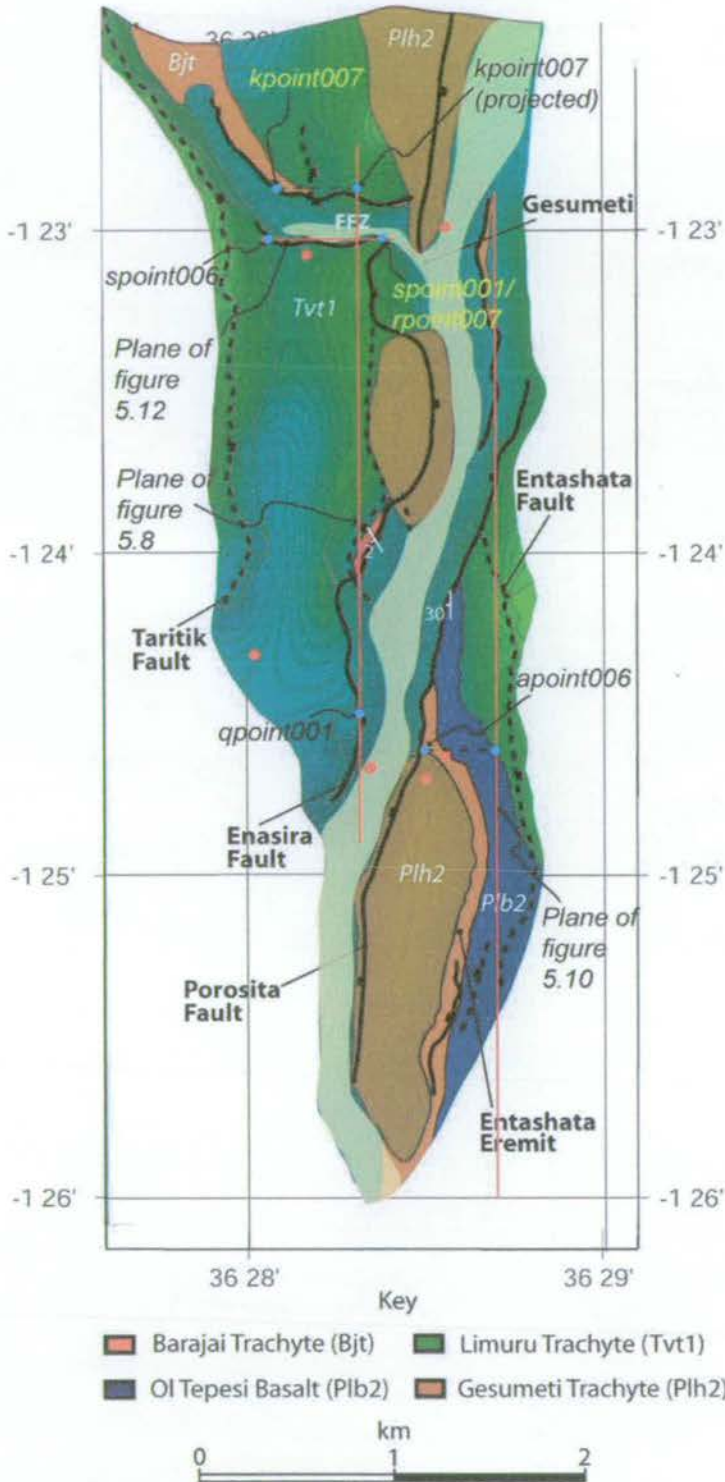 36 28'
Plh2
Bjt
kpoint007
kpoint007
(projected)
-1 23'
-1 23'
EFZ
Gesumeti
spoint006
Tvt1
spoint001/
rpoint007
Plane of
figure
5.12
Plane of
figure
5.8
Entashata
Fault
-1 24'
-1 24'
2
30
Taritik
Fault
apoint006
qpoint001
Enasira
Fault
-1 25'
-1 25'
Plh2
Plb2
Plane of
figure
5.10
Porosita
Fault
Entashata
Eremit
-1 26'
-1 26'
36 28'
36 29'
Key
Barajai Trachyte (Bjt)
Limuru Trachyte (Tvt1)
Ol Tepesi Basalt (Plb2)
Gesumeti Trachyte (Plh2)
km
0 1 2